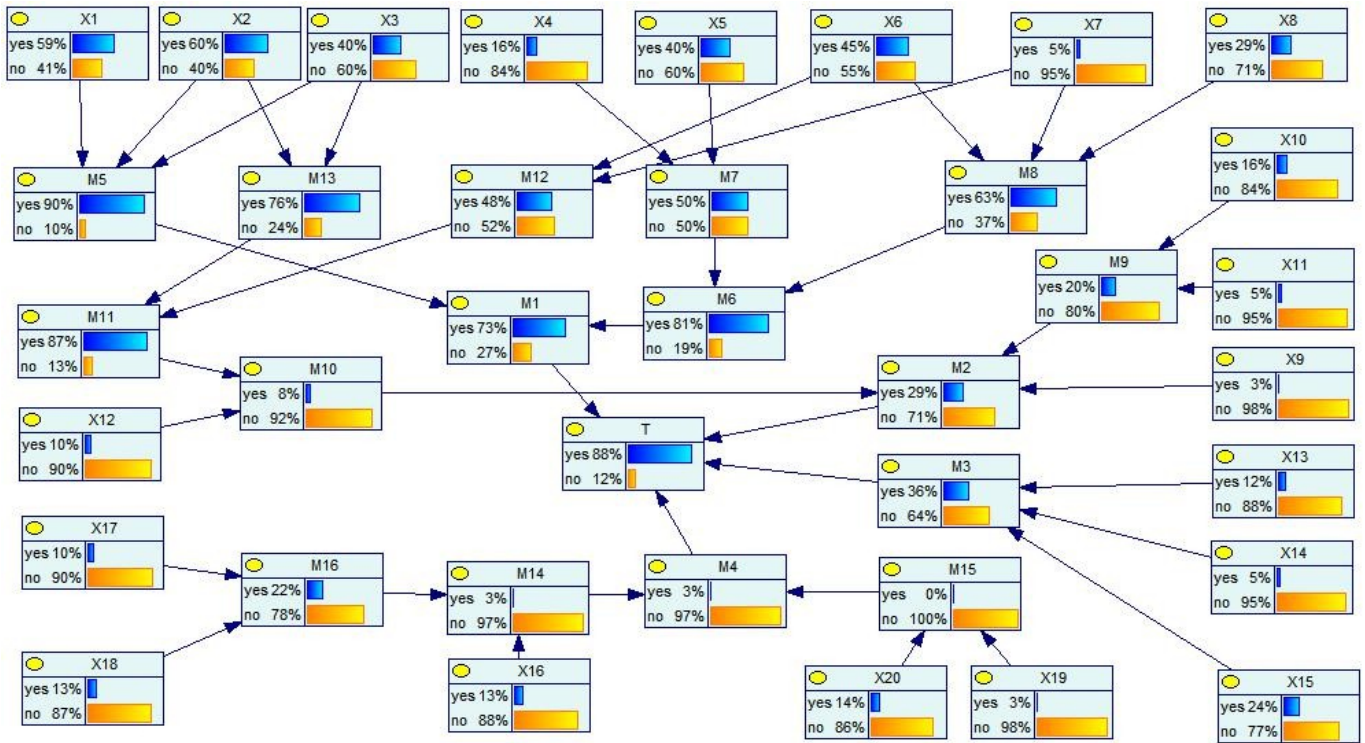 X1
yes 59%
no 41%
X2
yes 60%
no 40%
X3
yes 40%
no 60%
X4
yes 16%
no 84%
X5
yes 40%
no 60%
X6
yes 45%
no 55%
X7
yes 5%
no 95%
X8
yes 29%
no 71%
X10
yes 16%
no 84%
M5
yes 90%
no 10%
M13
yes 76%
no 24%
M12
yes 48%
no 52%
M7
yes 50%
no 50%
M8
yes 63%
no 37%
M9
yes 20%
no 80%
X11
yes 5%
no 95%
M11
yes 87%
no 13%
M1
yes 73%
no 27%
M6
yes 81%
no 19%
M10
yes 8%
no 92%
M2
yes 29%
no 71%
X9
yes 3%
no 98%
X12
yes 10%
no 90%
T
yes 88%
no 12%
M3
yes 36%
no 64%
X13
yes 12%
no 88%
X17
yes 10%
no 90%
M16
yes 22%
no 78%
M14
yes 3%
no 97%
M4
yes 3%
no 97%
M15
yes 0%
no 100%
X14
yes 5%
no 95%
X18
yes 13%
no 87%
X16
yes 13%
no 88%
X20
yes 14%
no 86%
X19
yes 3%
no 98%
X15
yes 24%
no 77%